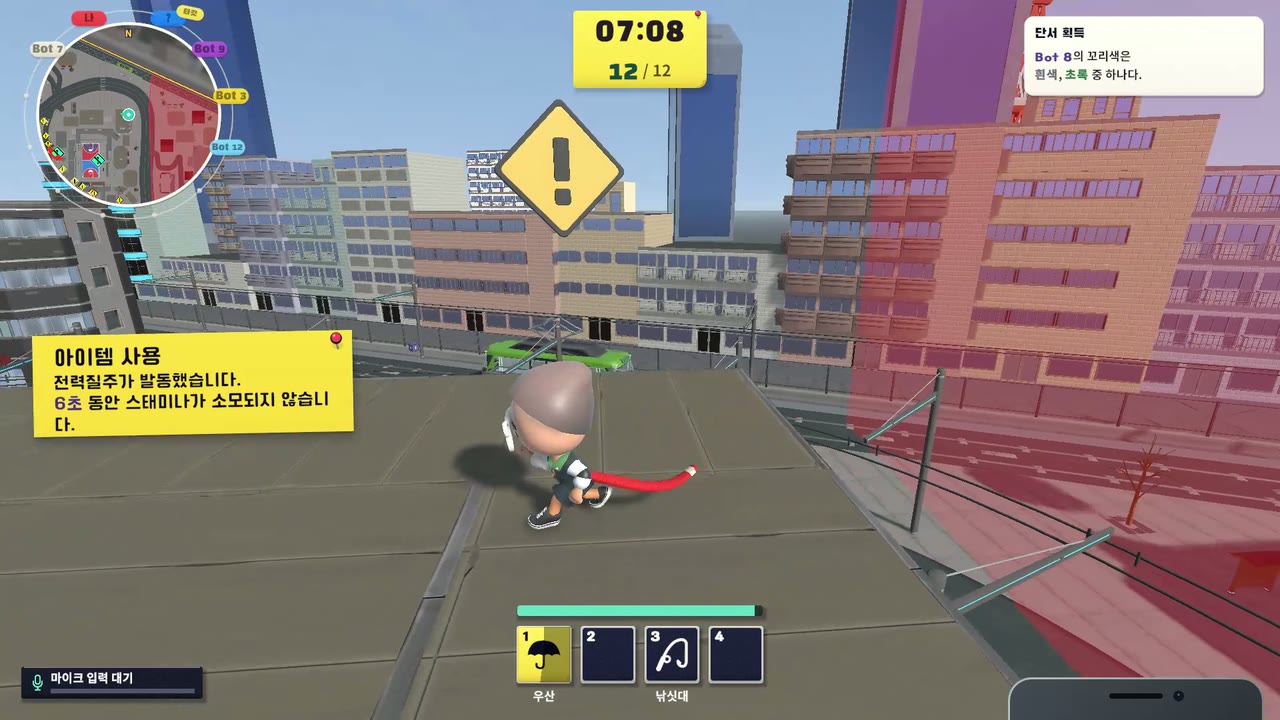 나
?
타깃
N
Bot 7
Bot 9
Bot 3
Bot 12
07:08
12 / 12
단서 획득
Bot 8의 꼬리색은
흰색, 초록 중 하나다.
아이템 사용
전력질주가 발동했습니다.
6초 동안 스태미나가 소모되지 않습니
다.
1
2
3
4
우산
낚싯대
마이크 입력 대기